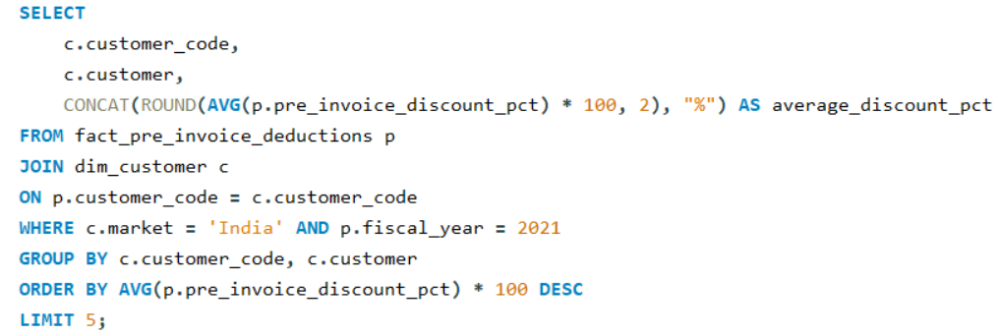 SELECT
c.customer_code,
c.customer,
CONCAT(ROUND(AVG(p.pre_invoice_discount_pct) * 100, 2), "%") AS average_discount_pct
FROM fact_pre_invoice_deductions p
JOIN dim_customer c
ON p.customer_code = c.customer_code
WHERE c.market = 'India' AND p.fiscal_year = 2021
GROUP BY c.customer_code, c.customer
ORDER BY AVG(p.pre_invoice_discount_pct) * 100 DESC
LIMIT 5;